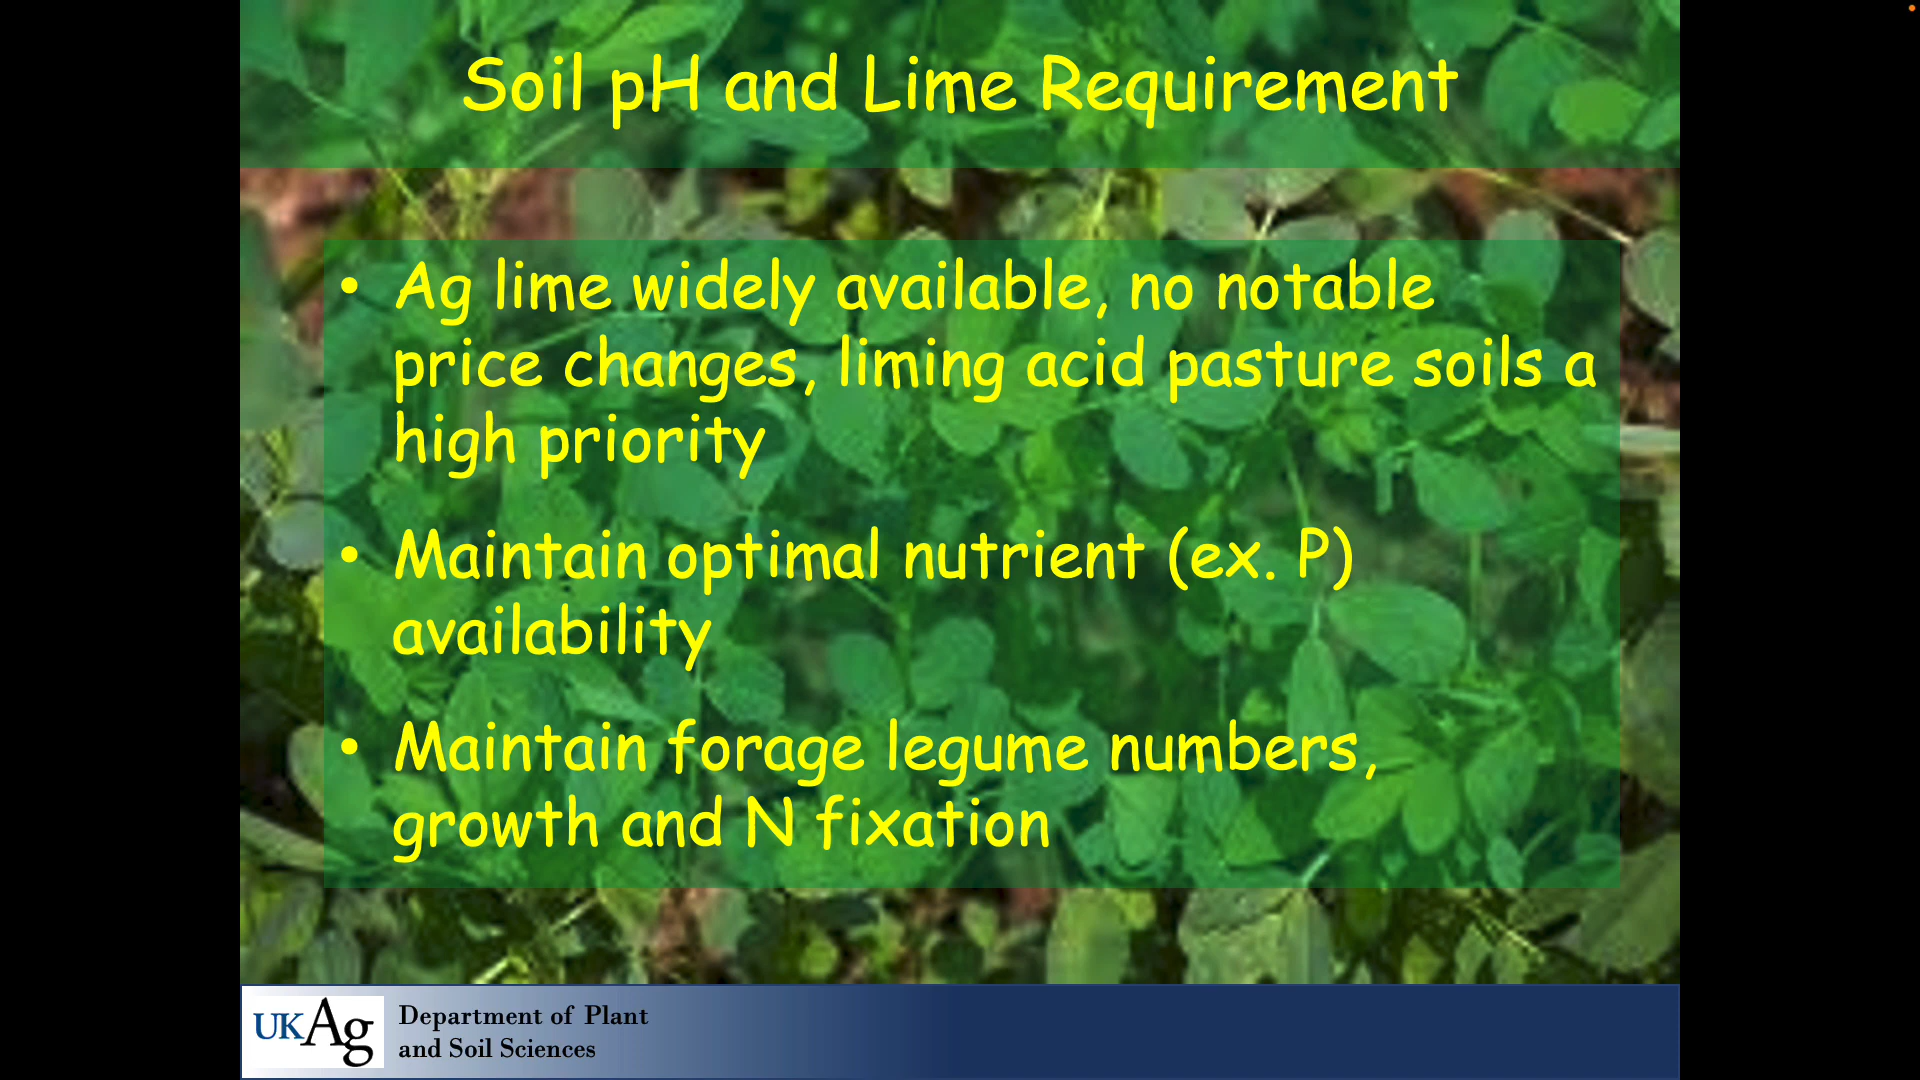 Soil pH and Lime Requirement
• Ag lime widely available, no notable
price changes, liming acid pasture soils a
high priority
• Maintain optimal nutrient (ex. P)
availability
• Maintain forage legume numbers,
growth and N fixation
UKAg
Department of Plant
and Soil Sciences